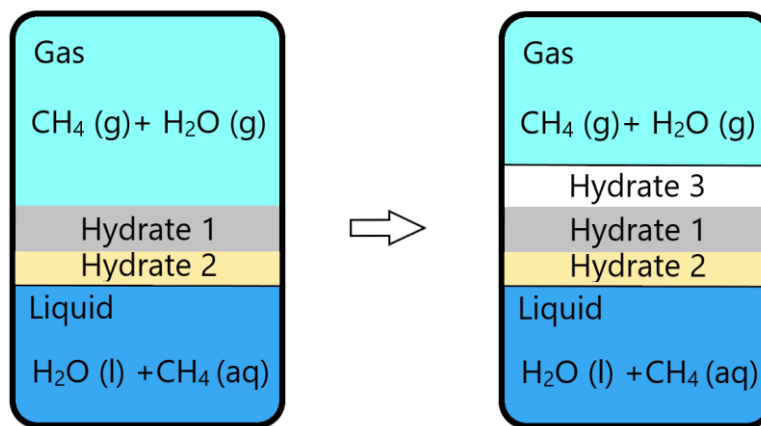 Gas
CH₄ (g)+ H₂O (g)
Hydrate 1
Hydrate 2
Liquid
H₂O (l) +CH₄ (aq)
Gas
CH₄ (g)+ H₂O (g)
Hydrate 3
Hydrate 1
Hydrate 2
Liquid
H₂O (l) +CH₄ (aq)